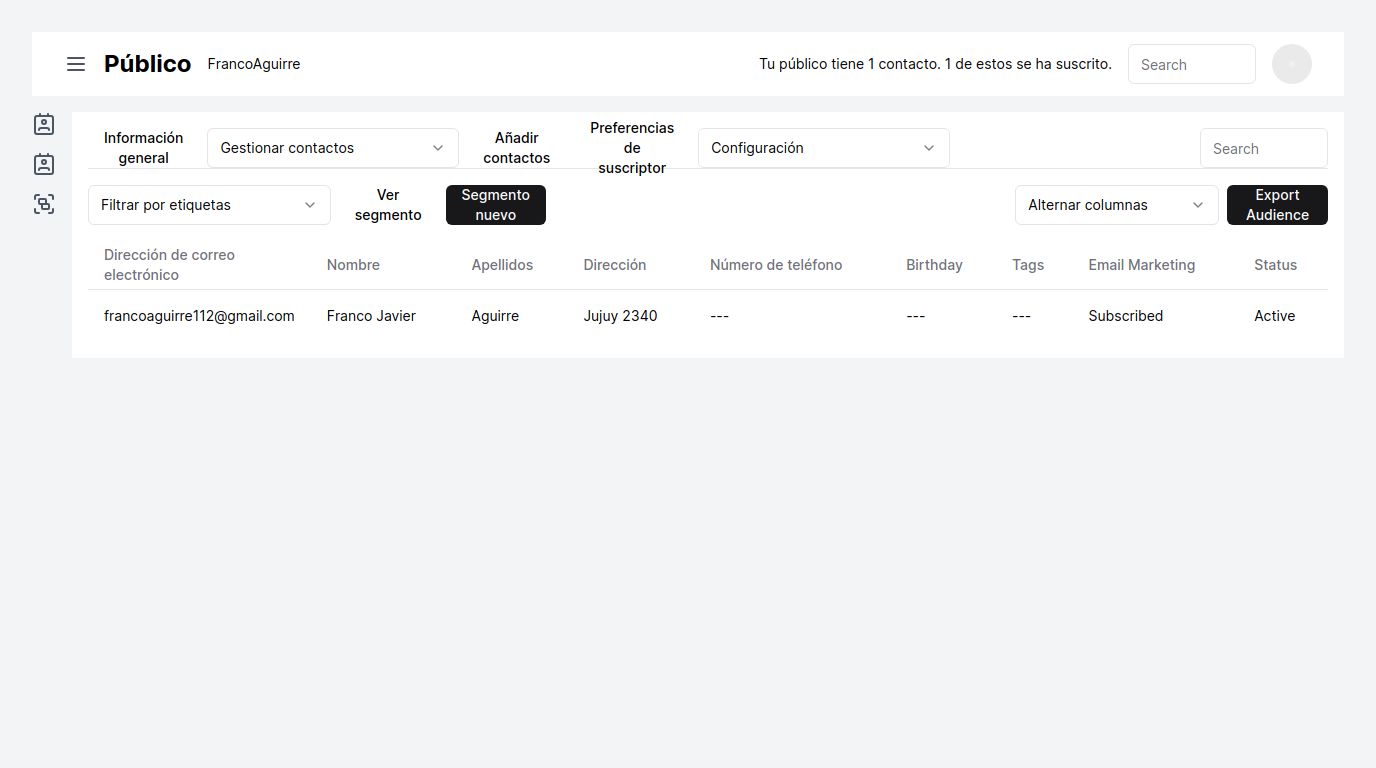 Público
FrancoAguirre
Tu público tiene 1 contacto. 1 de estos se ha suscrito.
Search
Información
general
Gestionar contactos
Añadir
contactos
Preferencias
de
suscriptor
Configuración
Search
Filtrar por etiquetas
Ver
segmento
Segmento
nuevo
Alternar columnas
Export
Audience
Dirección de correo
electrónico
Nombre
Apellidos
Dirección
Número de teléfono
Birthday
Tags
Email Marketing
Status
francoaguirre112@gmail.com
Franco Javier
Aguirre
Jujuy 2340
---
---
---
Subscribed
Active